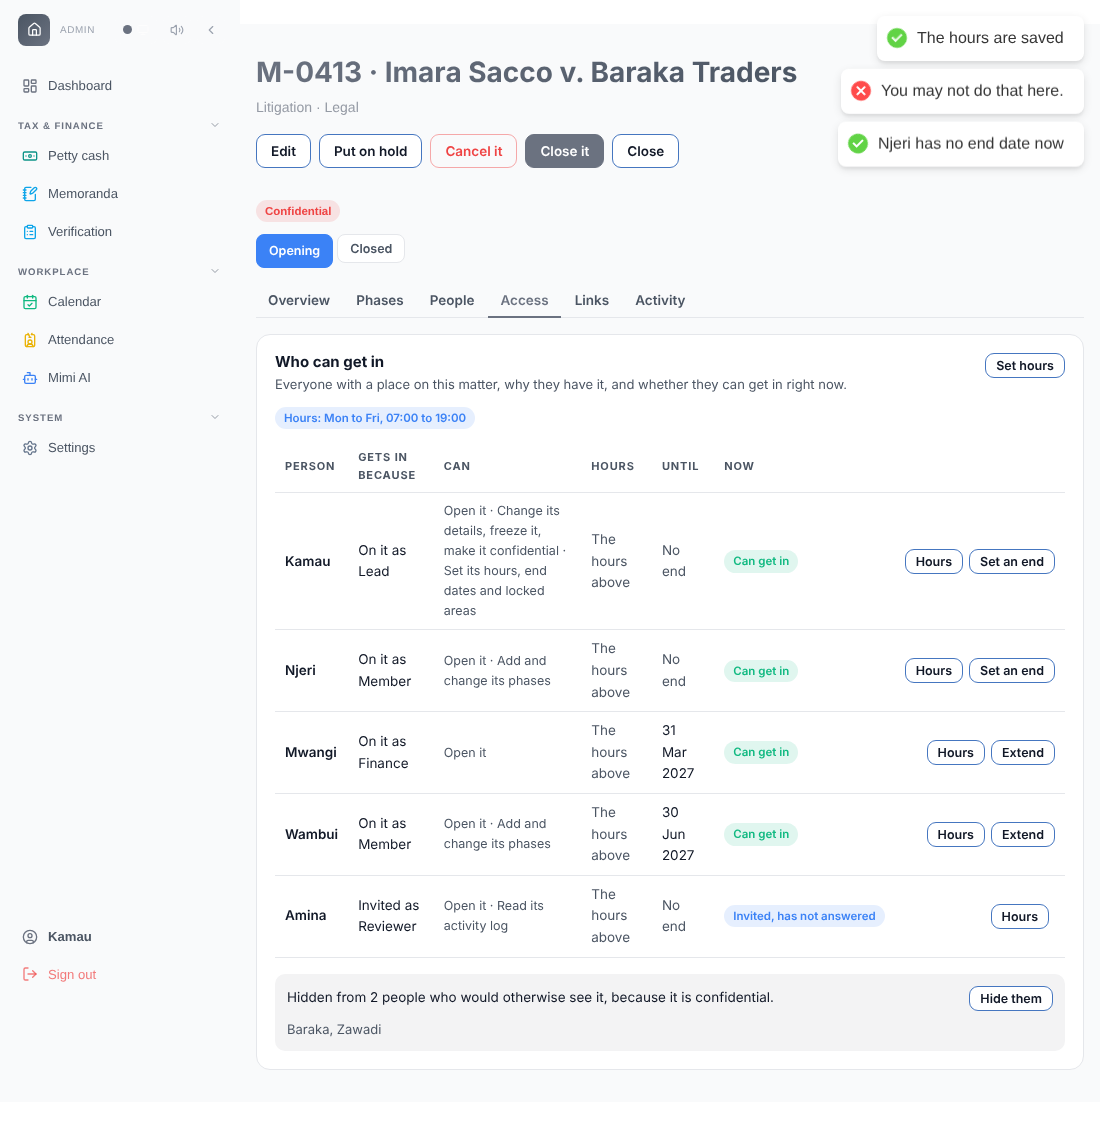 ADMIN
Dashboard
TAX & FINANCE
Petty cash
Memoranda
Verification
WORKPLACE
Calendar
Attendance
Mimi AI
SYSTEM
Settings
Kamau
Sign out
The hours are saved
You may not do that here.
Njeri has no end date now
M-0413 · Imara Sacco v. Baraka Traders
Litigation · Legal
Edit
Put on hold
Cancel it
Close it
Close
Confidential
Opening
Closed
Overview
Phases
People
Access
Links
Activity
Who can get in
Set hours
Everyone with a place on this matter, why they have it, and whether they can get in right now.
Hours: Mon to Fri, 07:00 to 19:00
PERSON
GETS IN
BECAUSE
CAN
HOURS
UNTIL
NOW
Kamau
On it as
Lead
Open it · Change its
details, freeze it,
make it confidential ·
Set its hours, end
dates and locked
areas
The
hours
above
No
end
Can get in
Hours
Set an end
Njeri
On it as
Member
Open it · Add and
change its phases
The
hours
above
No
end
Can get in
Hours
Set an end
Mwangi
On it as
Finance
Open it
The
hours
above
31
Mar
2027
Can get in
Hours
Extend
Wambui
On it as
Member
Open it · Add and
change its phases
The
hours
above
30
Jun
2027
Can get in
Hours
Extend
Amina
Invited as
Reviewer
Open it · Read its
activity log
The
hours
above
No
end
Invited, has not answered
Hours
Hidden from 2 people who would otherwise see it, because it is confidential.
Hide them
Baraka, Zawadi